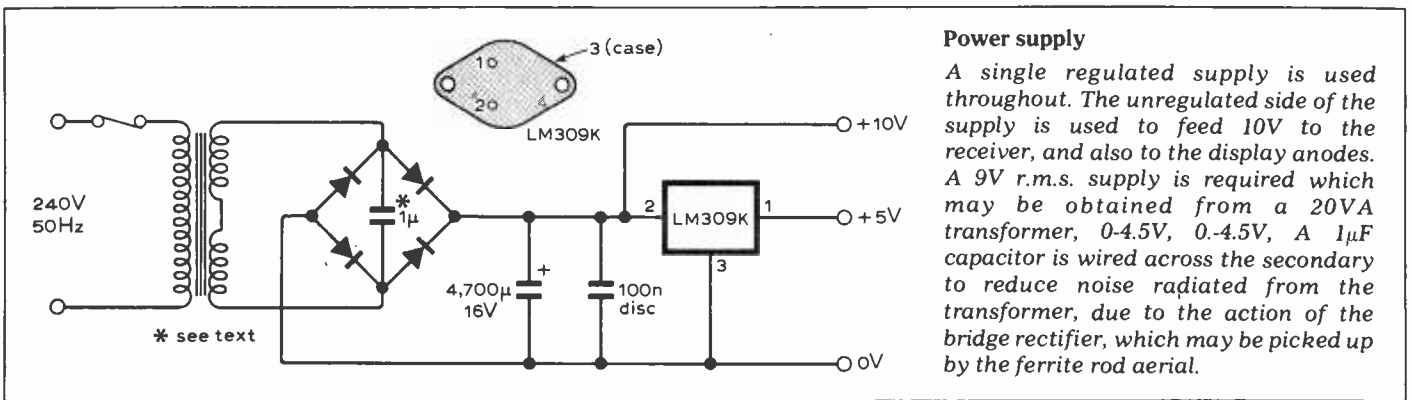 3 (case)
1
2
LM309K
240V
50Hz
* see text
*
1μ
+
4,700μ
16V
100n
disc
2
LM309K
1
3
+10V
+5V
0V
Power supply
A single regulated supply is used
throughout. The unregulated side of the
supply is used to feed 10V to the
receiver, and also to the display anodes.
A 9V r.m.s. supply is required which
may be obtained from a 20VA
transformer, 0-4.5V, 0.-4.5V, A 1μF
capacitor is wired across the secondary
to reduce noise radiated from the
transformer, due to the action of the
bridge rectifier, which may be picked up
by the ferrite rod aerial.